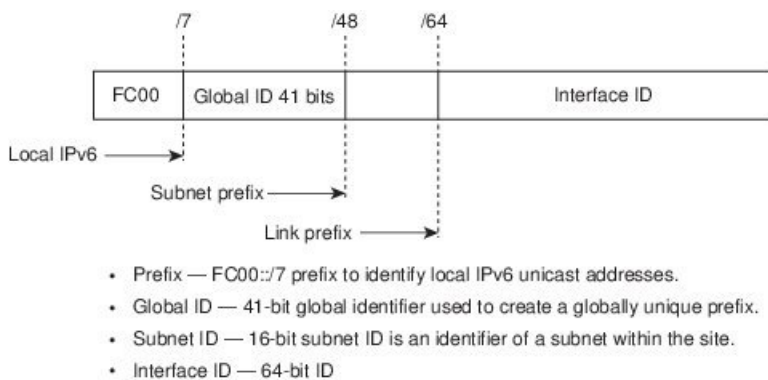 /7 /48 /64
FC00 Global ID 41 bits Interface ID
Local IPv6
Subnet prefix
Link prefix
• Prefix — FC00::/7 prefix to identify local IPv6 unicast addresses.
• Global ID — 41-bit global identifier used to create a globally unique prefix.
• Subnet ID — 16-bit subnet ID is an identifier of a subnet within the site.
• Interface ID — 64-bit ID